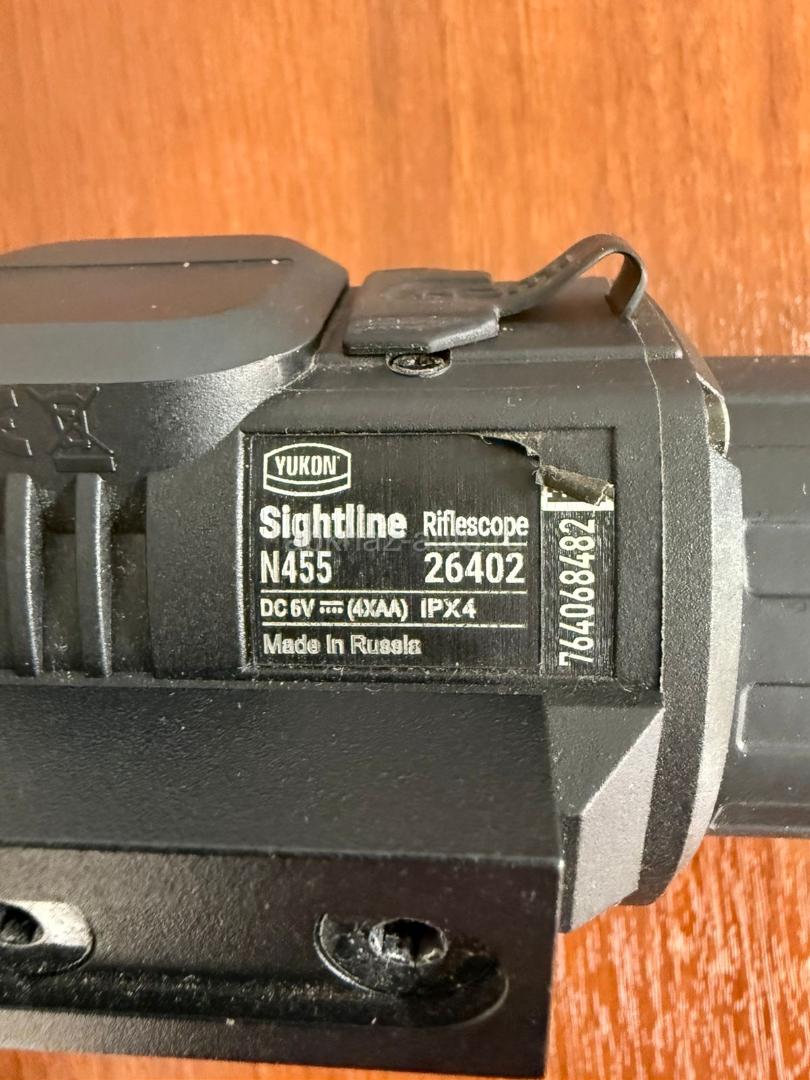 YUKON
Sightline Riflescope
N455 26402
DC 6V (4XAA) IPX4
Made In Russia
764068482